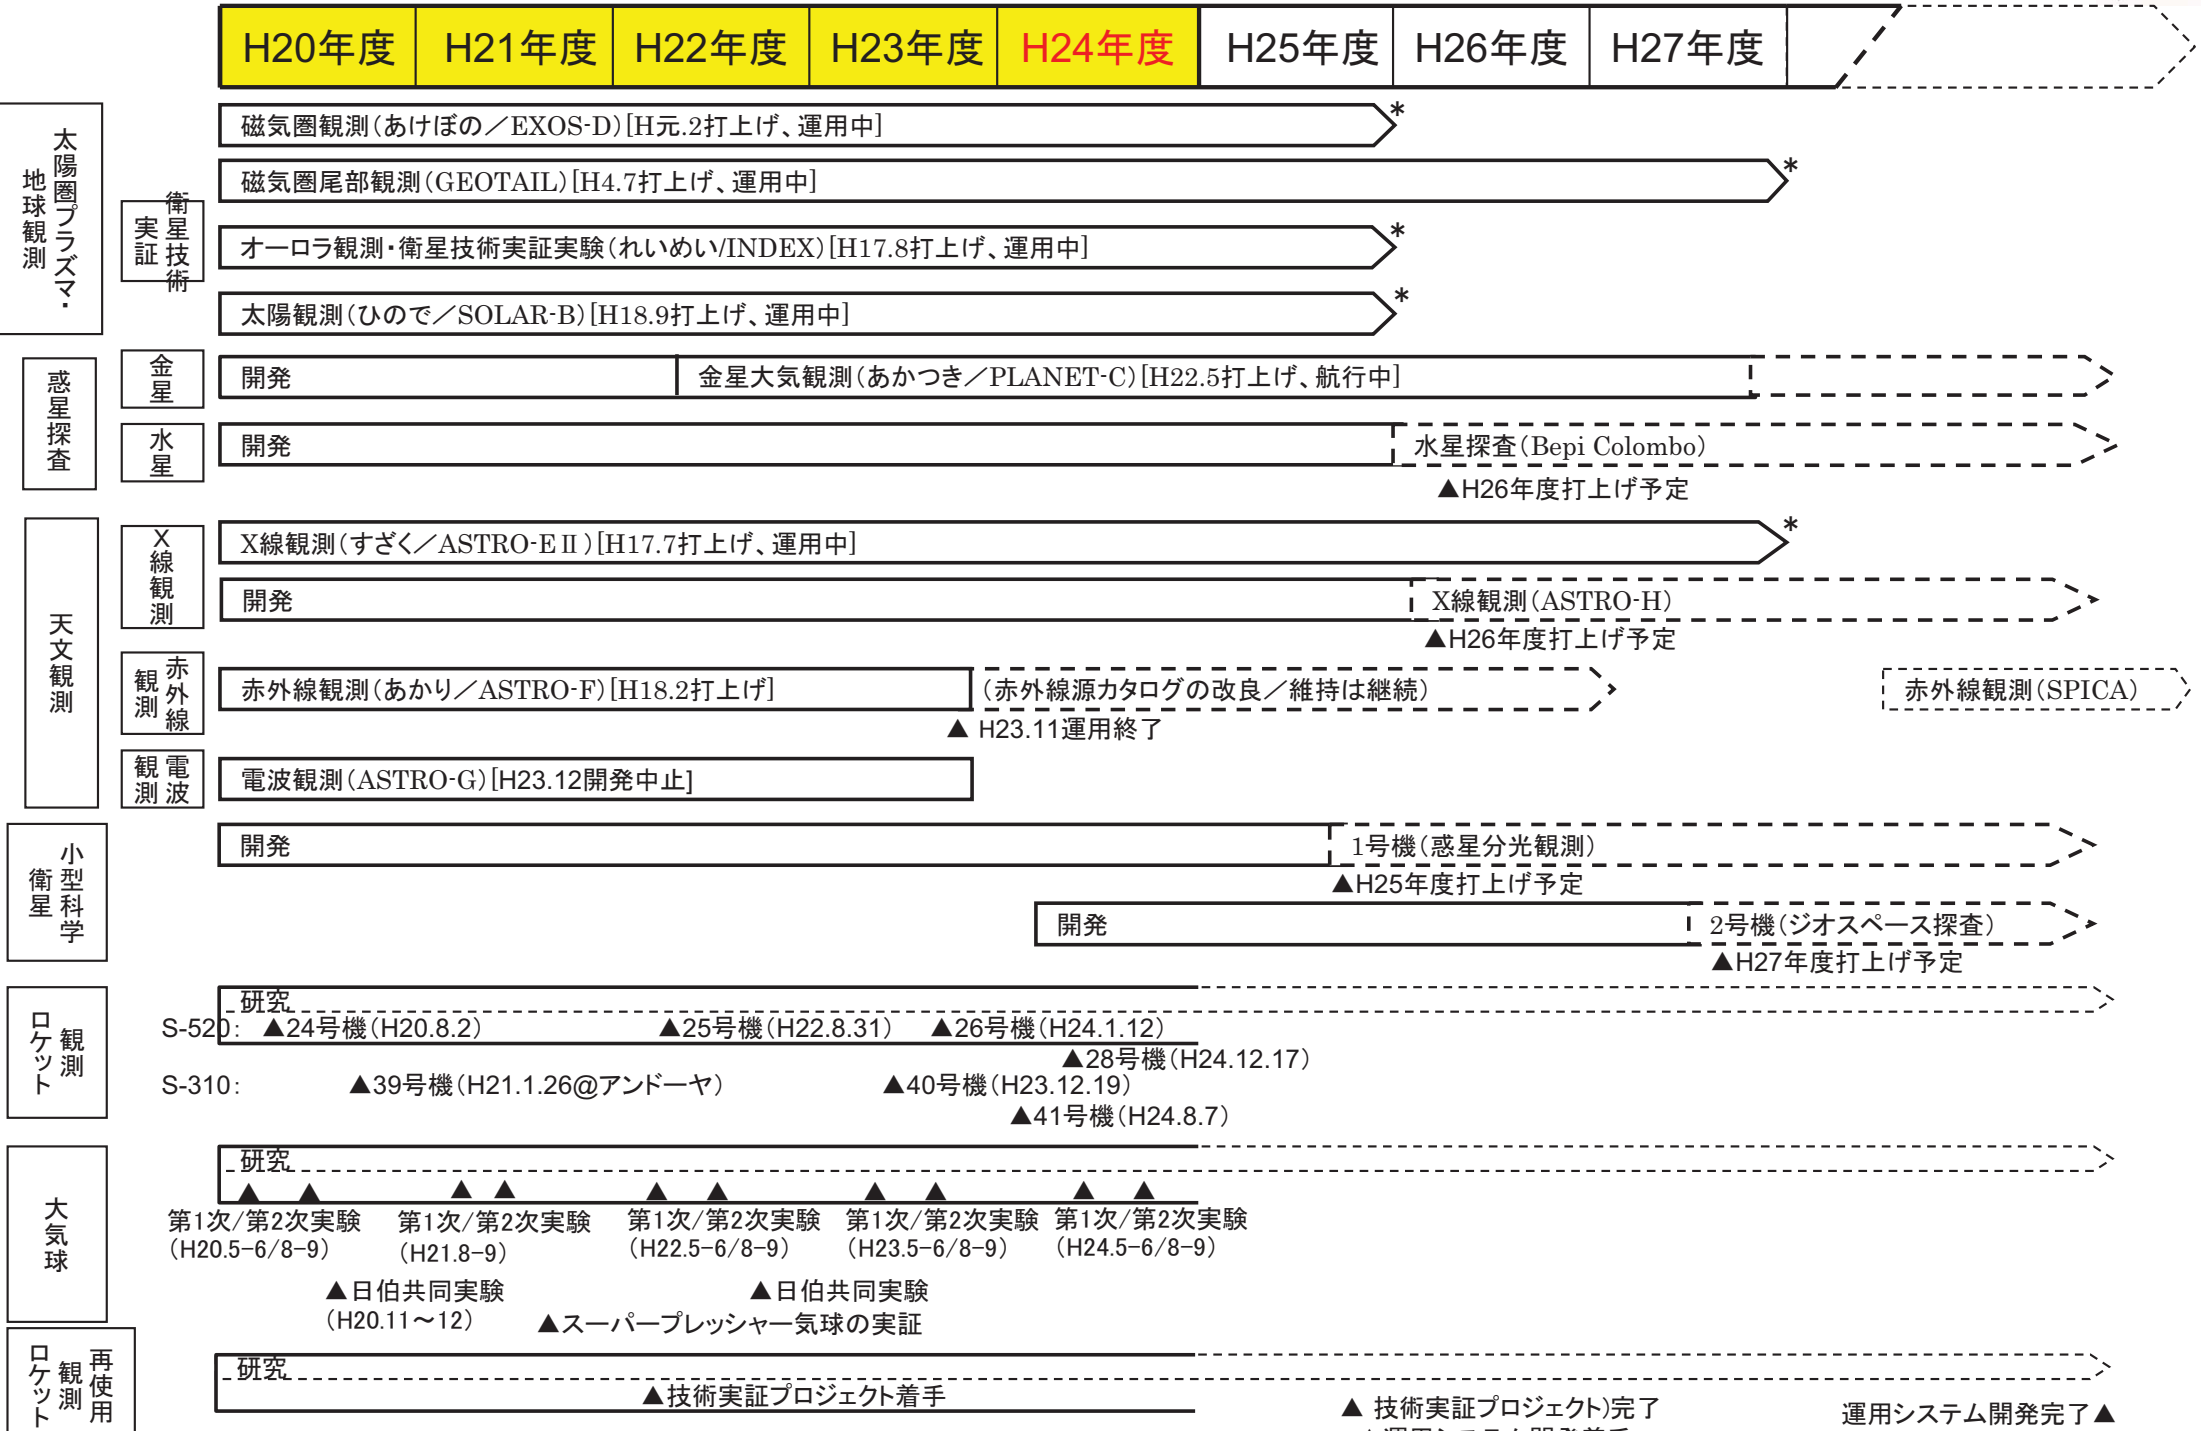 H20年度 H21年度 H22年度 H23年度 H24年度 H25年度 H26年度 H27年度
太陽圏プラズマ・
地球観測
磁気圏観測(あけぼの／EXOS-D)[H元.2打上げ、運用中]
*
磁気圏尾部観測(GEOTAIL)[H4.7打上げ、運用中]
*
衛星技術
実証
オーロラ観測・衛星技術実証実験(れいめい/INDEX)[H17.8打上げ、運用中]
*
太陽観測(ひので／SOLAR-B)[H18.9打上げ、運用中]
*
惑星探査
金星
開発
金星大気観測(あかつき／PLANET-C)[H22.5打上げ、航行中]
水星
開発
水星探査(Bepi Colombo)
▲H26年度打上げ予定
天文観測
X線観測
X線観測(すざく／ASTRO-EⅡ)[H17.7打上げ、運用中]
*
開発
X線観測(ASTRO-H)
▲H26年度打上げ予定
赤外線
観測
赤外線観測(あかり／ASTRO-F)[H18.2打上げ]
(赤外線源カタログの改良／維持は継続)
赤外線観測(SPICA)
▲ H23.11運用終了
電波
観測
電波観測(ASTRO-G)[H23.12開発中止]
小型科学
衛星
開発
1号機(惑星分光観測)
▲H25年度打上げ予定
開発
2号機(ジオスペース探査)
▲H27年度打上げ予定
観測
ロケット
研究
S-520: ▲24号機(H20.8.2) ▲25号機(H22.8.31) ▲26号機(H24.1.12)
▲28号機(H24.12.17)
S-310: ▲39号機(H21.1.26@アンドーヤ) ▲40号機(H23.12.19)
▲41号機(H24.8.7)
大気球
研究
▲ ▲ ▲ ▲ ▲ ▲ ▲ ▲ ▲ ▲
第1次/第2次実験 第1次/第2次実験 第1次/第2次実験 第1次/第2次実験 第1次/第2次実験
(H20.5-6/8-9) (H21.8-9) (H22.5-6/8-9) (H23.5-6/8-9) (H24.5-6/8-9)
▲日伯共同実験 ▲日伯共同実験
(H20.11～12)
▲スーパープレッシャー気球の実証
再使用
観測
ロケット
研究
▲技術実証プロジェクト着手
▲ 技術実証プロジェクト)完了
運用システム開発完了▲
運用システム開発着手